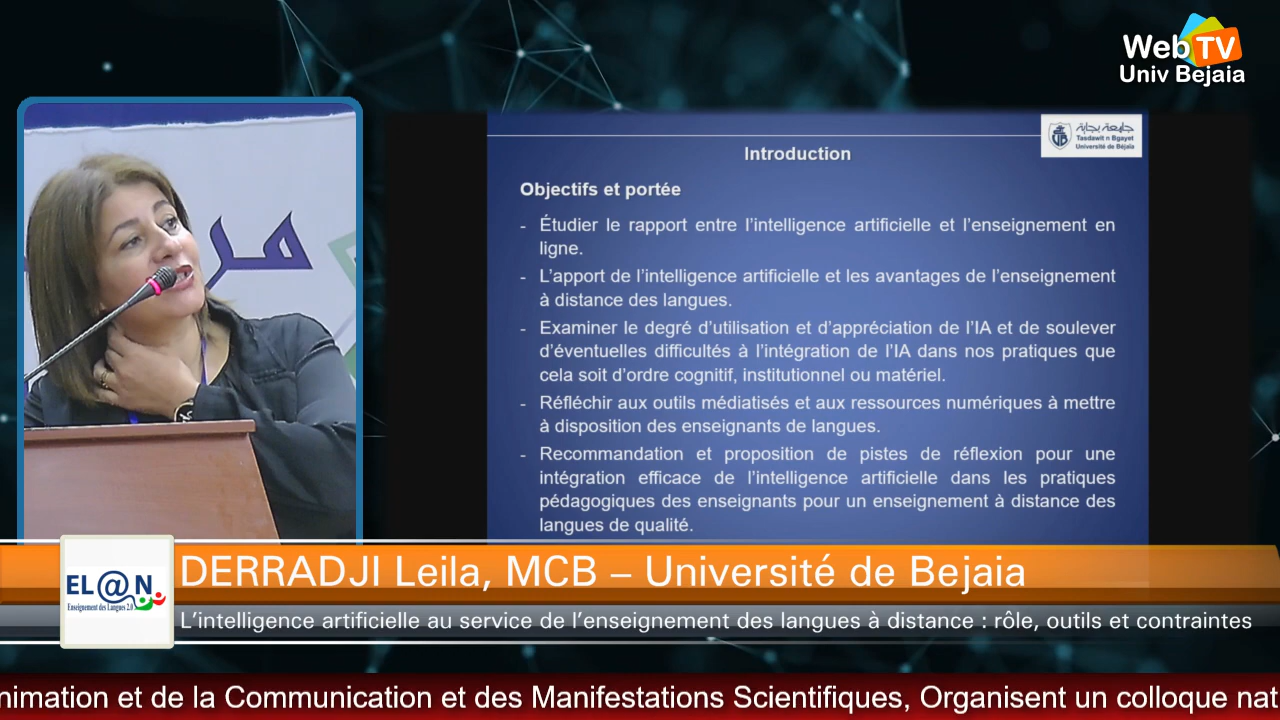 Web TV
Univ Bejaia
جامعة بجاية
Tasdawit n Bgayet
Université de Béjaïa
Introduction
Objectifs et portée
- Étudier le rapport entre l’intelligence artificielle et l’enseignement en
ligne.
- L’apport de l’intelligence artificielle et les avantages de l’enseignement
à distance des langues.
- Examiner le degré d’utilisation et d’appréciation de l’IA et de soulever
d’éventuelles difficultés à l’intégration de l’IA dans nos pratiques que
cela soit d’ordre cognitif, institutionnel ou matériel.
- Réfléchir aux outils médiatisés et aux ressources numériques à mettre
à disposition des enseignants de langues.
- Recommandation et proposition de pistes de réflexion pour une
intégration efficace de l’intelligence artificielle dans les pratiques
pédagogiques des enseignants pour un enseignement à distance des
langues de qualité.
EL@N
Enseignement des Langues 2.0
DERRADJI Leila, MCB – Université de Bejaia
L’intelligence artificielle au service de l’enseignement des langues à distance : rôle, outils et contraintes
nimation et de la Communication et des Manifestations Scientifiques, Organisent un colloque nat